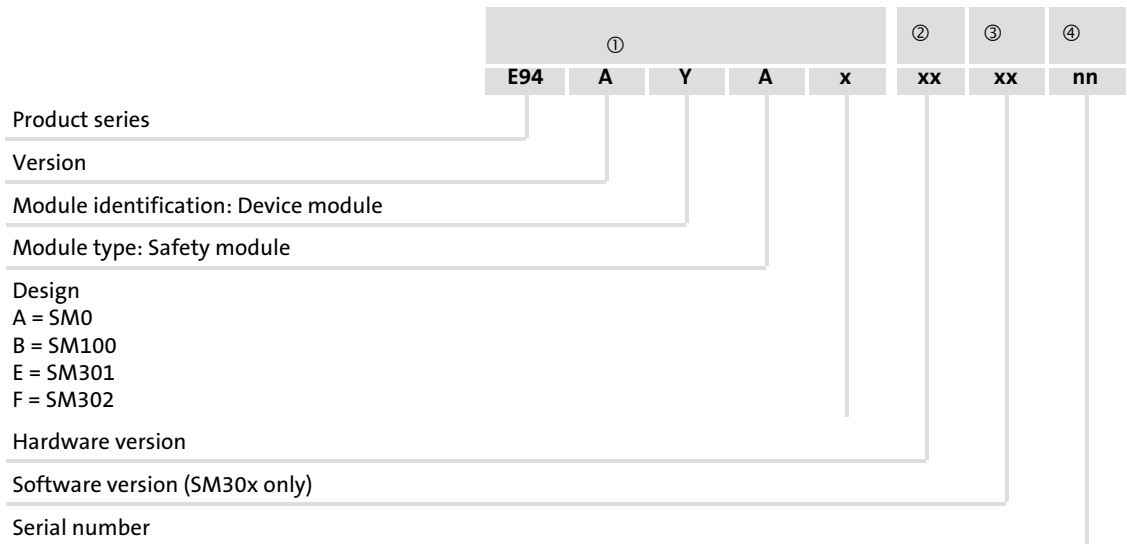 ① ② ③ ④
E94 A Y A x xx xx nn
Product series
Version
Module identification: Device module
Module type: Safety module
Design
A = SM0
B = SM100
E = SM301
F = SM302
Hardware version
Software version (SM30x only)
Serial number